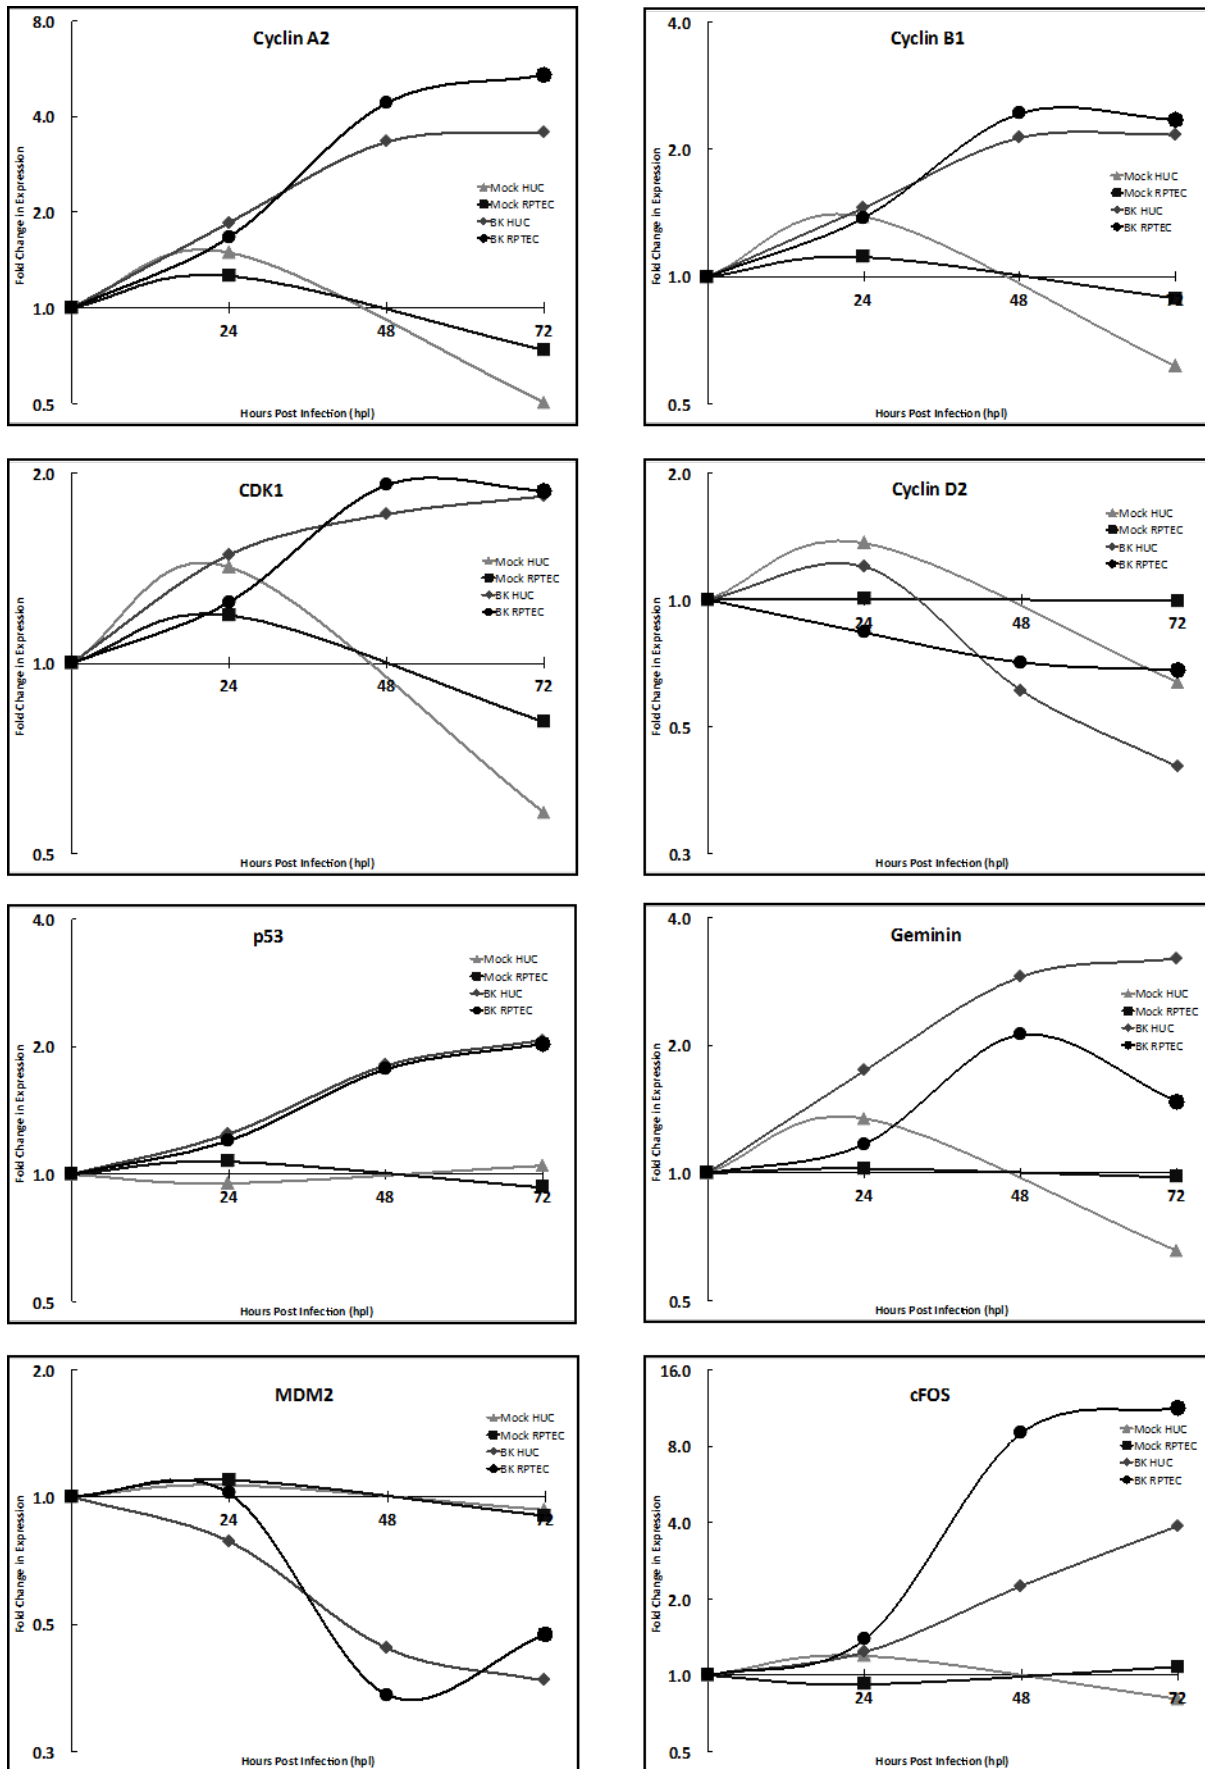 Cyclin A2
8.0
4.0
2.0
1.0
0.5
Fold Change in Expression
Mock HUC
Mock RPTEC
BK HUC
BK RPTEC
24
48
72
Hours Post Infection (hpI)
Cyclin B1
4.0
2.0
1.0
0.5
Fold Change in Expression
Mock HUC
Mock RPTEC
BK HUC
BK RPTEC
24
48
72
Hours Post Infection (hpI)
CDK1
2.0
1.0
0.5
Fold Change in Expression
Mock HUC
Mock RPTEC
BK HUC
BK RPTEC
24
48
72
Hours Post Infection (hpI)
Cyclin D2
2.0
1.0
0.5
0.3
Fold Change in Expression
Mock HUC
Mock RPTEC
BK HUC
BK RPTEC
24
48
72
Hours Post Infection (hpI)
p53
4.0
2.0
1.0
0.5
Fold Change in Expression
Mock HUC
Mock RPTEC
BK HUC
BK RPTEC
24
48
72
Hours Post Infection (hpI)
Geminin
4.0
2.0
1.0
0.5
Fold Change in Expression
Mock HUC
Mock RPTEC
BK HUC
BK RPTEC
24
48
72
Hours Post Infection (hpI)
MDM2
2.0
1.0
0.5
0.3
Fold Change in Expression
Mock HUC
Mock RPTEC
BK HUC
BK RPTEC
24
48
72
Hours Post Infection (hpI)
cFOS
16.0
8.0
4.0
2.0
1.0
0.5
Fold Change in Expression
Mock HUC
Mock RPTEC
BK HUC
BK RPTEC
24
48
72
Hours Post Infection (hpI)